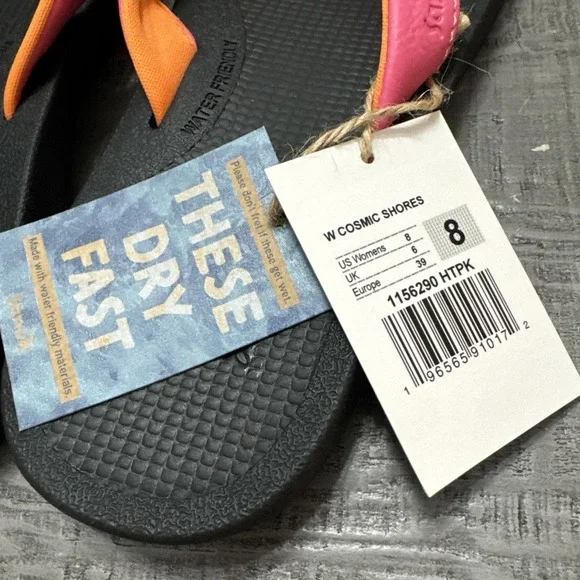 WATER FRIENDLY
Please don't fret if these get wet.
THESE
DRY
FAST
Made with water friendly materials.
W COSMIC SHORES
US Womens 8
UK 6
Europe 39
8
1156290 HTPK
1 96565 91017 2